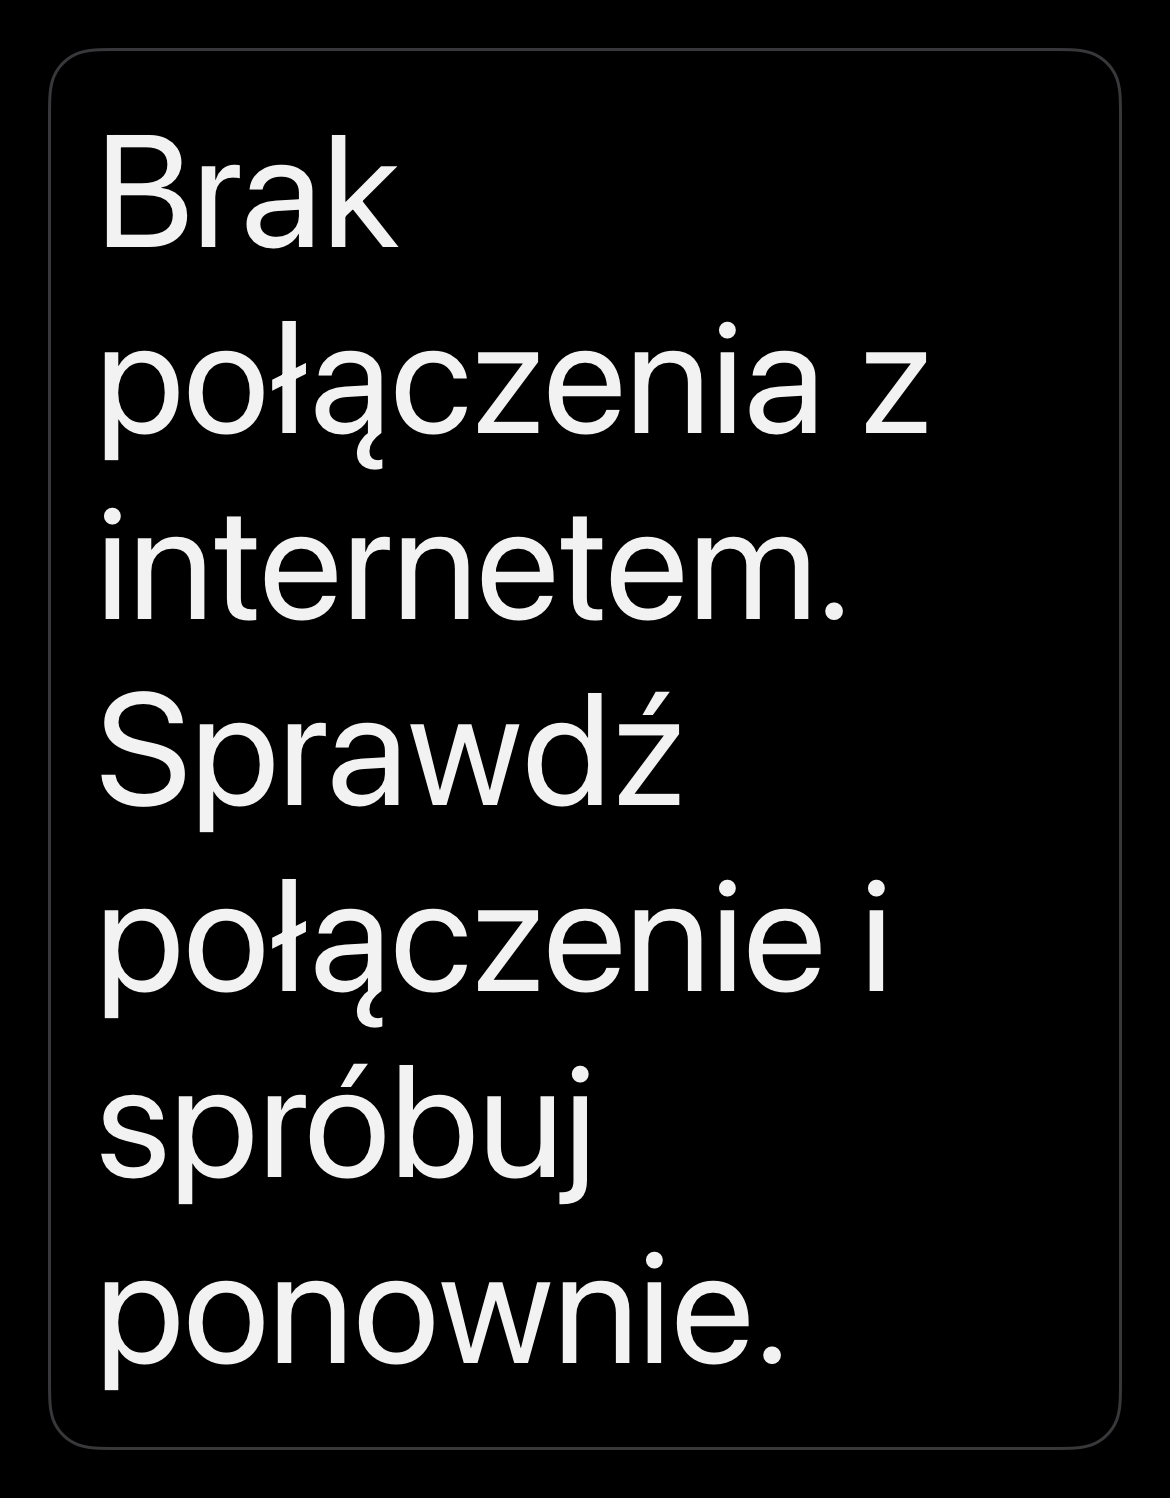 Brak
połączenia z
internetem.
Sprawdź
połączenie i
spróbuj
ponownie.